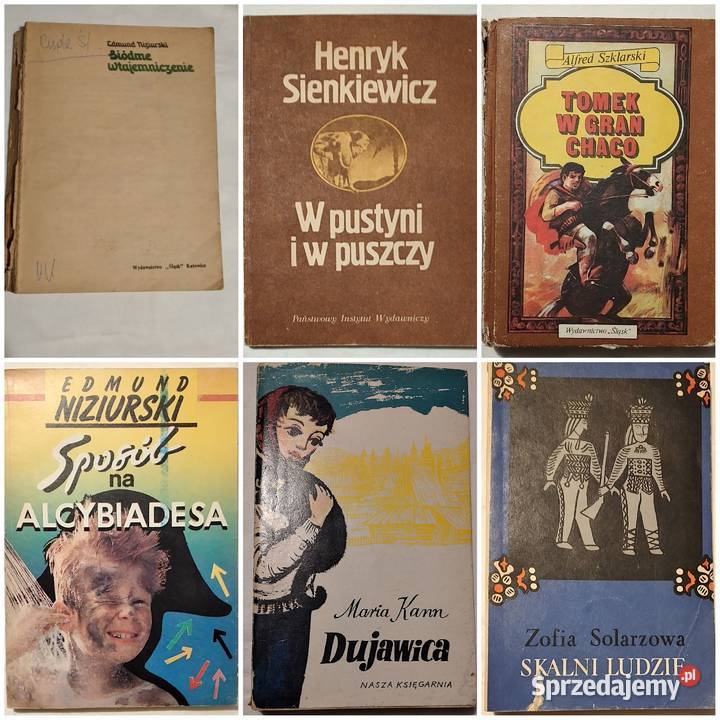 Edmund Niziurski
Siódme
wtajemniczenie
Wydawnictwo „Śląsk" Katowice
Henryk
Sienkiewicz
W pustyni
i w puszczy
Państwowy Instytut Wydawniczy
Alfred Szklarski
TOMEK
W GRAN
CHACO
Wydawnictwo „Śląsk"
EDMUND
NIZIURSKI
Sposób
na
ALCYBIADESA
Maria Kann
Dujawica
NASZA KSIĘGARNIA
Zofia Solarzowa
SKALNI LUDZIE
Sprzedajemy.pl